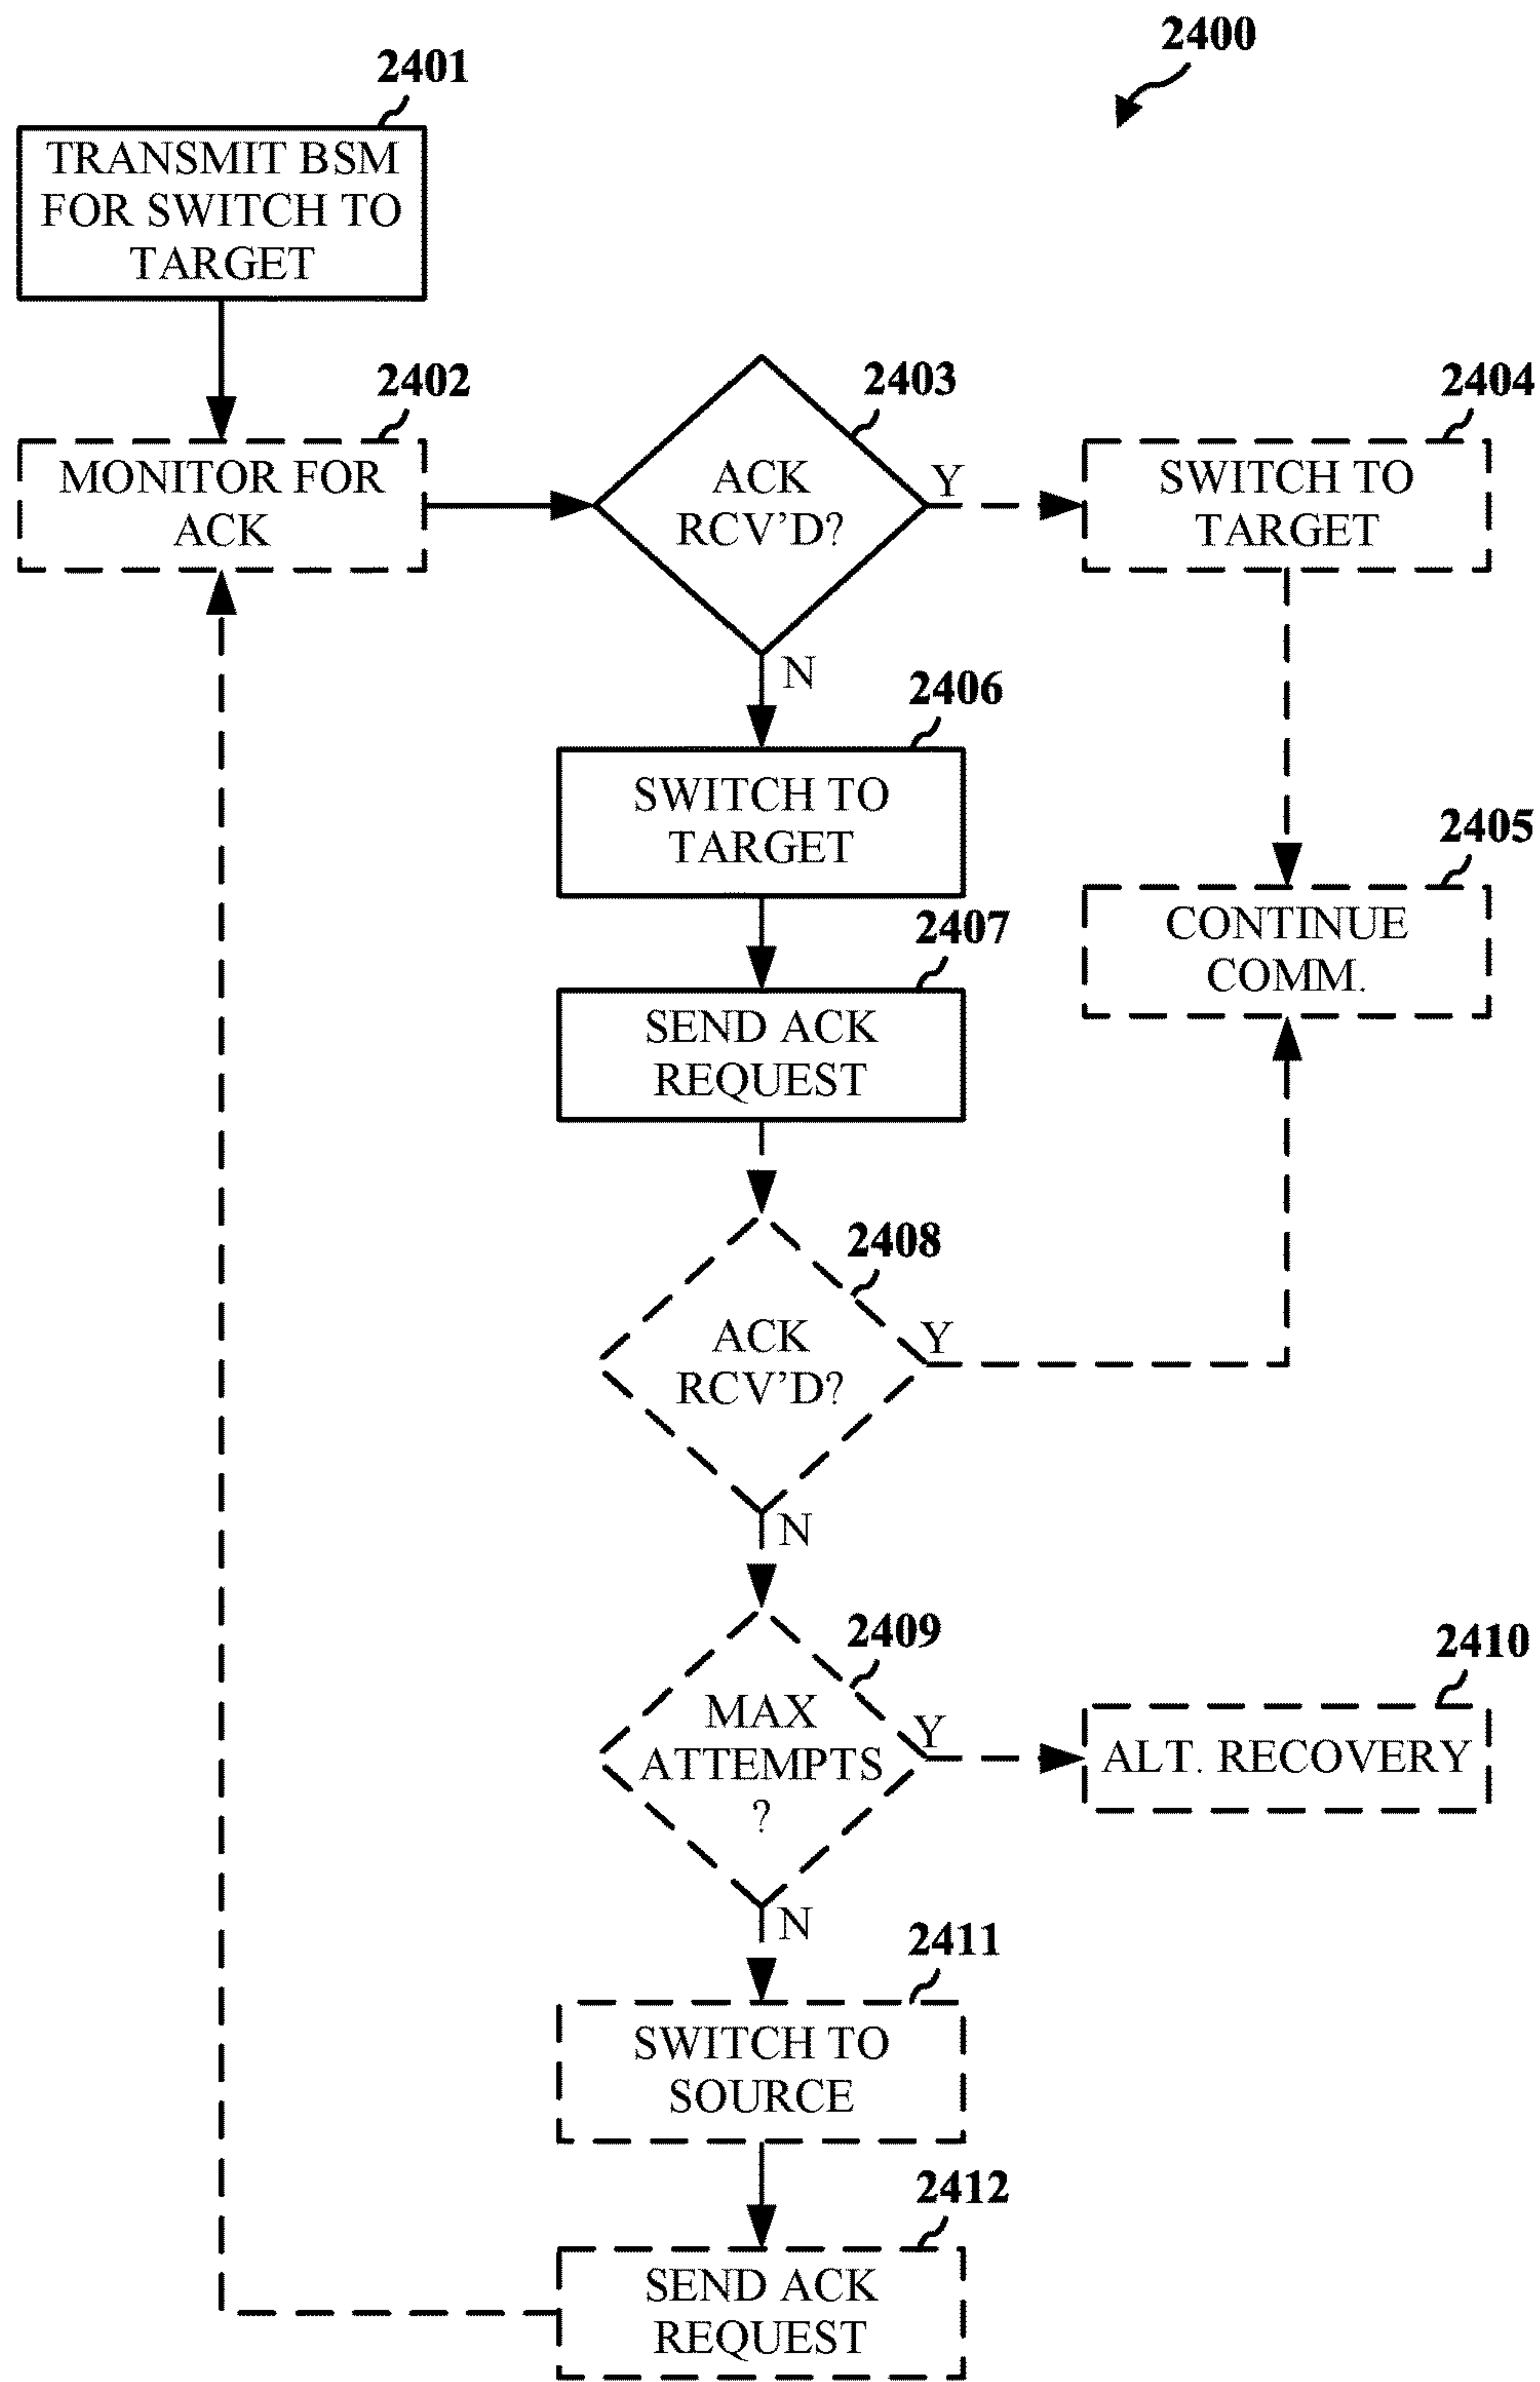 2400
2401
TRANSMIT BSM
FOR SWITCH TO
TARGET
2402
MONITOR FOR
ACK
2403
ACK
RCV'D?
Y
N
2404
SWITCH TO
TARGET
2405
CONTINUE
COMM.
2406
SWITCH TO
TARGET
2407
SEND ACK
REQUEST
2408
ACK
RCV'D?
Y
N
2409
MAX
ATTEMPTS
?
Y
N
2410
ALT. RECOVERY
2411
SWITCH TO
SOURCE
2412
SEND ACK
REQUEST